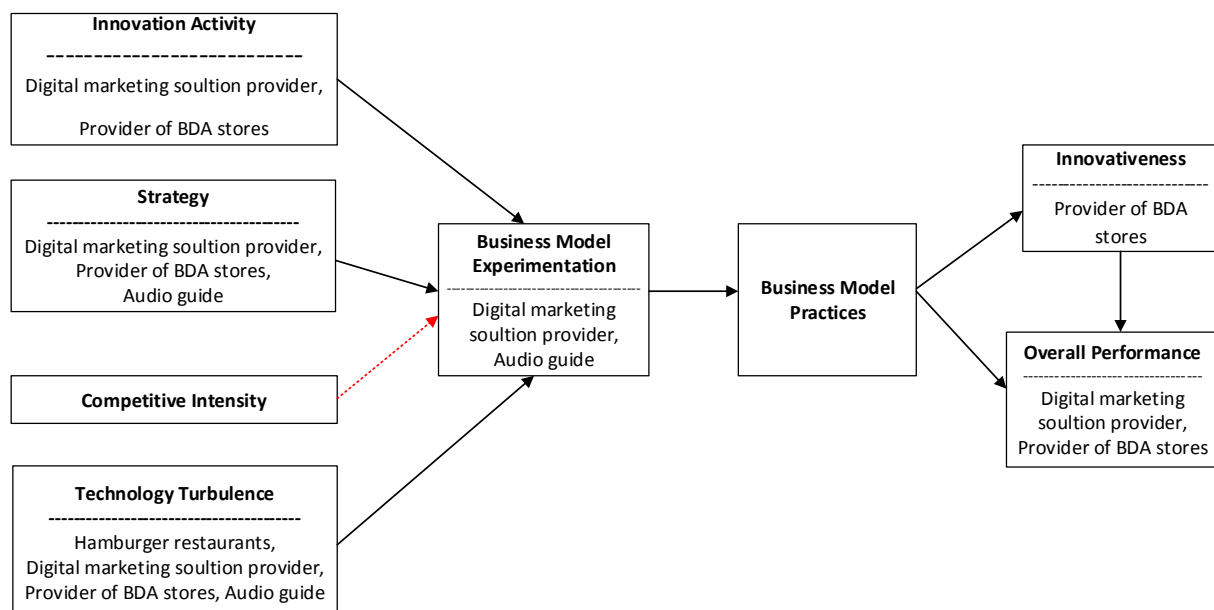 Innovation Activity
-----------------------------
Digital marketing soultion provider,
Provider of BDA stores
Strategy
-----------------------------
Digital marketing soultion provider,
Provider of BDA stores,
Audio guide
Competitive Intensity
Technology Turbulence
-----------------------------
Hamburger restaurants,
Digital marketing soultion provider,
Provider of BDA stores, Audio guide
Business Model
Experimentation
-----------------------------
Digital marketing
soultion provider,
Audio guide
Business Model
Practices
Innovativeness
-----------------------------
Provider of BDA
stores
Overall Performance
-----------------------------
Digital marketing
soultion provider,
Provider of BDA stores